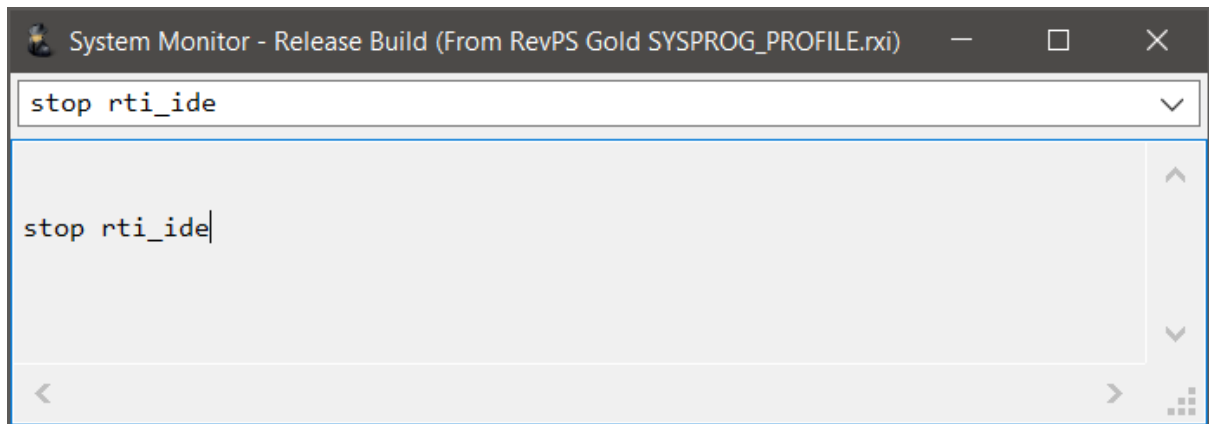 System Monitor - Release Build (From RevPS Gold SYSPROG_PROFILE.rxi)
stop rti_ide
stop rti_ide